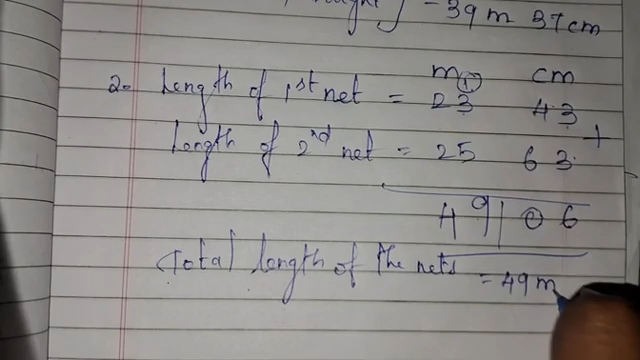 - 39 m 37 cm
m cm
2. Length of 1st net = 23 43
1
Length of 2nd net = 25 63 +
49 06
Total length of the nets = 49 m